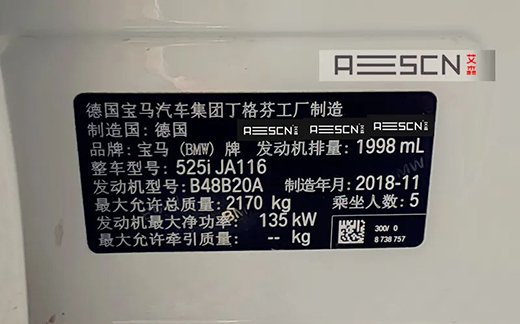 AESCN 艾森
德国宝马汽车集团丁格芬工厂制造
制造国: 德国 AESCN AESCN AESCN
品牌: 宝马 (BMW) 牌 发动机排量: 1998 mL
整车型号: 525i JA116
发动机型号: B48B20A 制造年月: 2018-11
最大允许总质量: 2170 kg 乘坐人数: 5
发动机最大净功率: 135 kW
最大允许牵引质量: -- kg
300/ 0
8 738 757